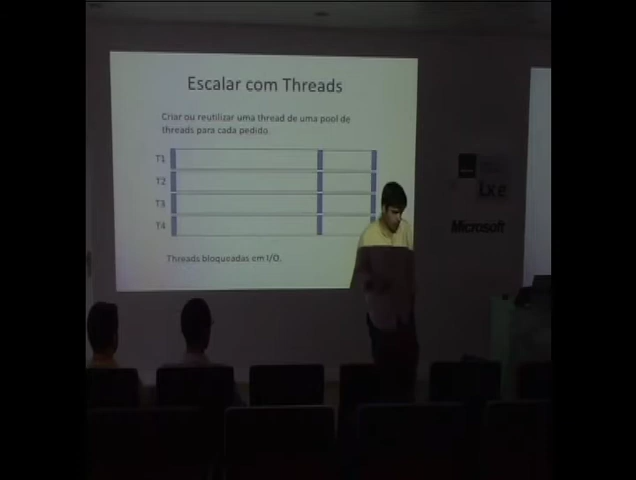 Escalar com Threads
Criar ou reutilizar uma thread de uma pool de
threads para cada pedido.
T1
T2
T3
T4
Threads bloqueadas em I/O,
Lx.e
Microsoft